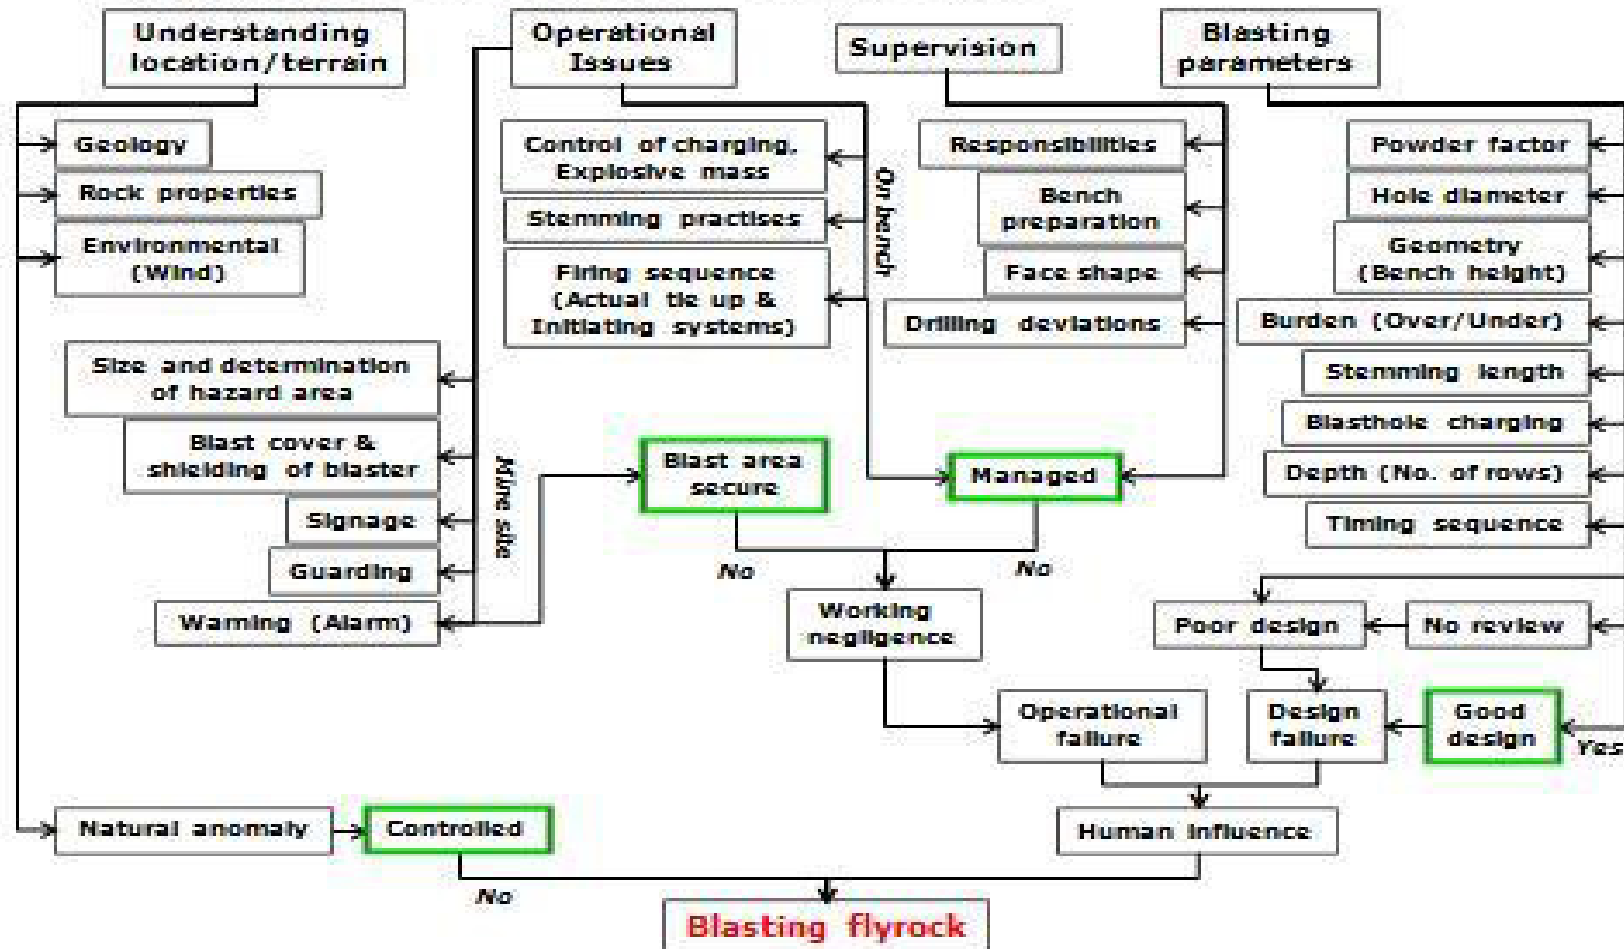 Understanding
location/terrain
Operational
Issues
Supervision
Blasting
parameters
Geology
Rock properties
Environmental
(Wind)
Control of charging,
Explosive mass
Stemming practises
Firing sequence
(Actual tie up &
Initiating systems)
On bench
Responsibilities
Bench
preparation
Face shape
Drilling deviations
Powder factor
Hole diameter
Geometry
(Bench height)
Burden (Over/Under)
Stemming length
Blasthole charging
Depth (No. of rows)
Timing sequence
Size and determination
of hazard area
Blast cover &
shielding of blaster
Signage
Guarding
Warning (Alarm)
Mine site
Blast area
secure
Managed
No
No
Working
negligence
Poor design
No review
Operational
failure
Design
failure
Good
design
Yes
Natural anomaly
Controlled
Human influence
No
Blasting flyrock